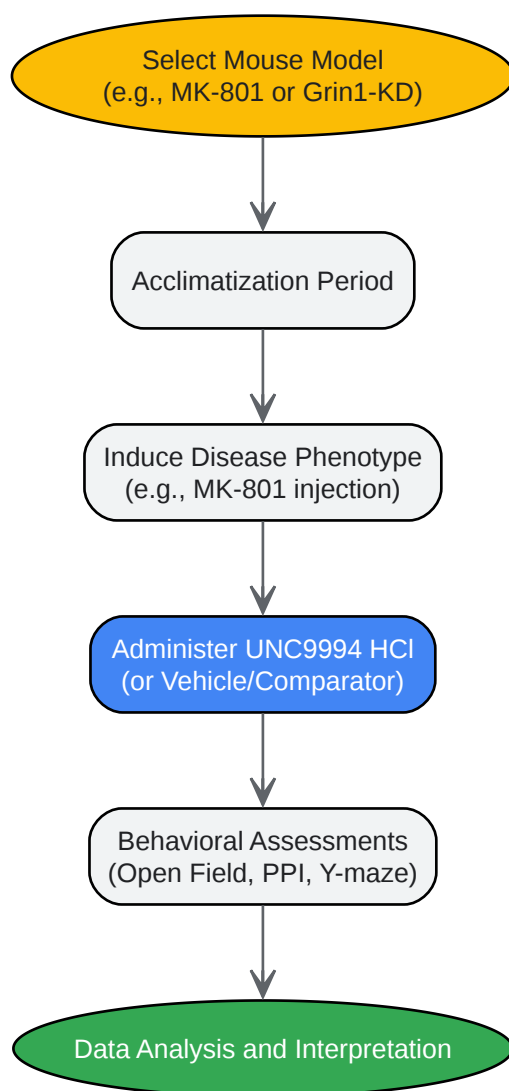 Select Mouse Model
(e.g., MK-801 or Grin1-KD)
Acclimatization Period
Induce Disease Phenotype
(e.g., MK-801 injection)
Administer UNC9994 HCl
(or Vehicle/Comparator)
Behavioral Assessments
(Open Field, PPI, Y-maze)
Data Analysis and Interpretation